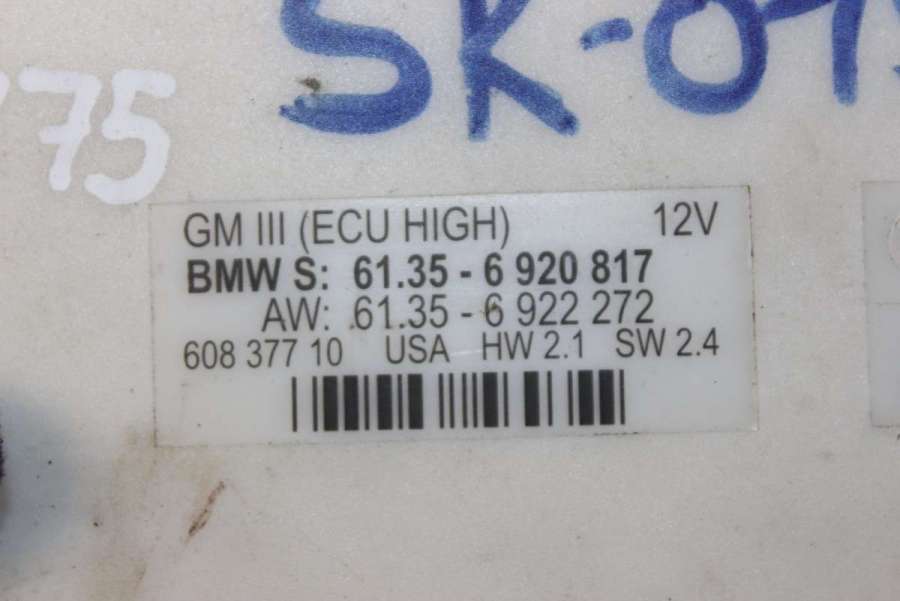 SK-0
75
GM III (ECU HIGH) 12V
BMW S: 61.35 - 6 920 817
AW: 61.35 - 6 922 272
608 377 10 USA HW 2.1 SW 2.4